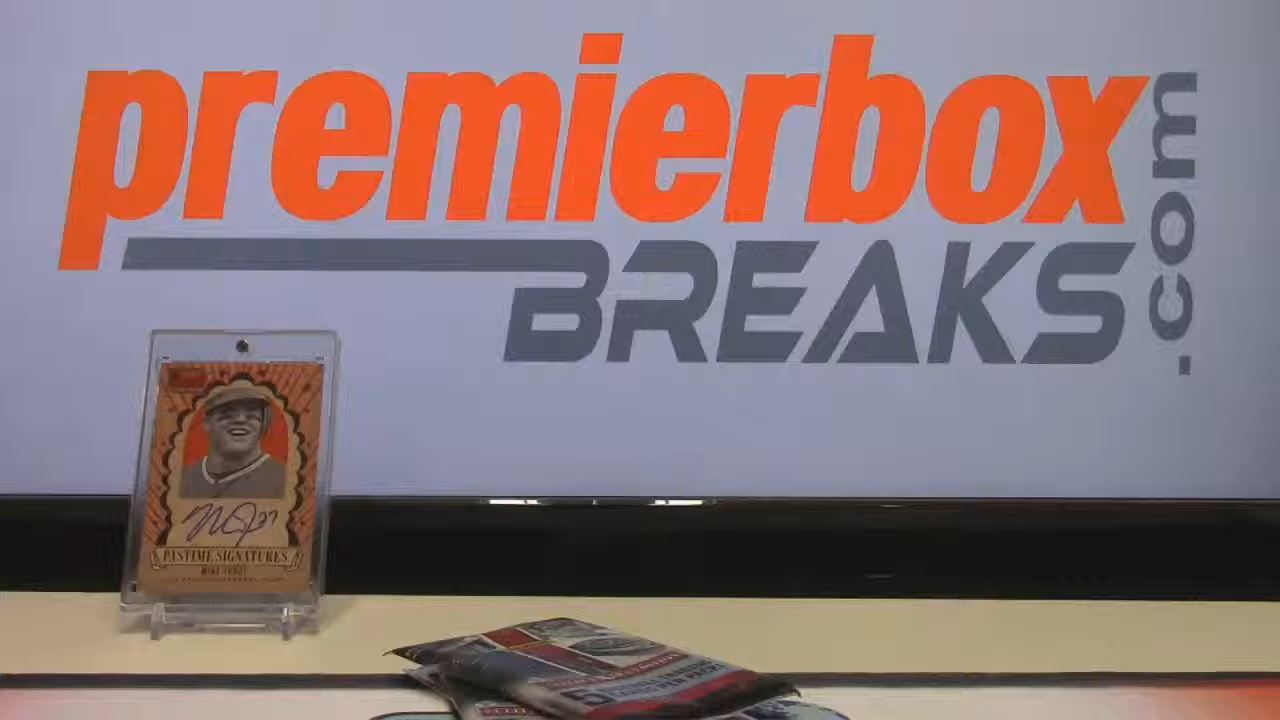 premierbox
BREAKS
.com
PASTIME SIGNATURES
MIKE TROUT